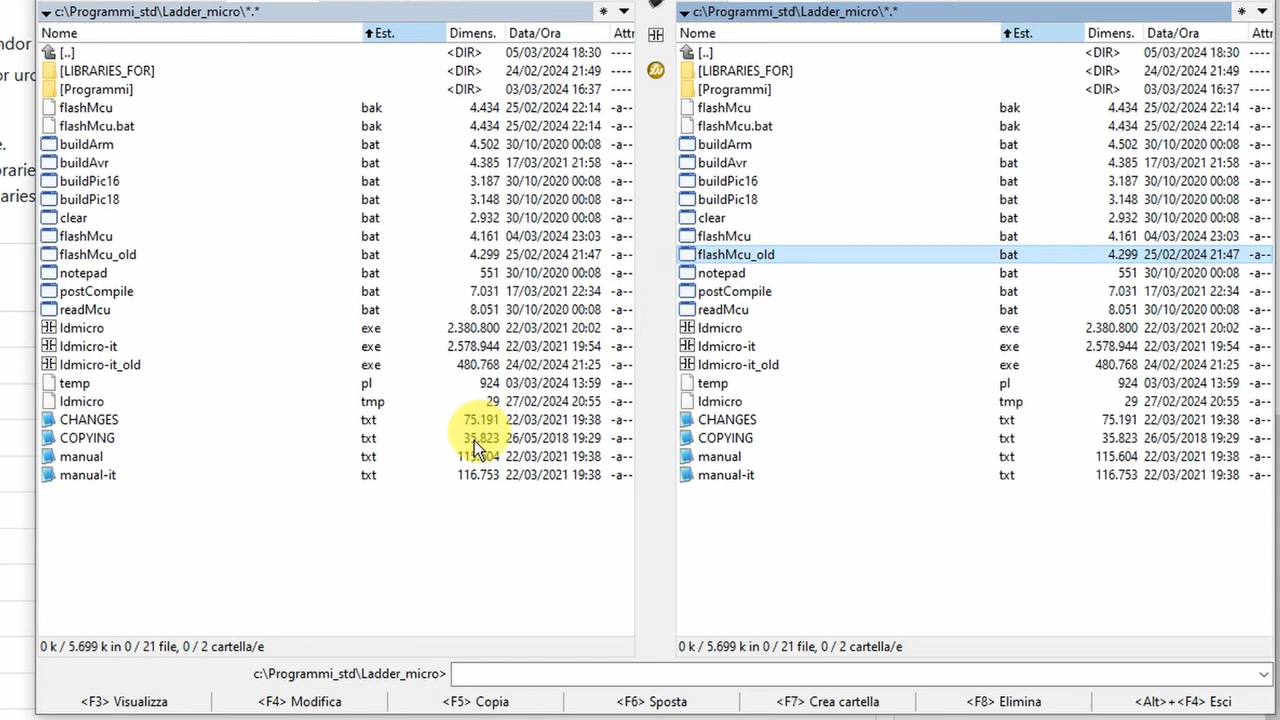 ndor
or urc
e.
orarie
aries
c:\Programmi_std\Ladder_micro\*.* *
Nome Est. Dimens. Data/Ora Attr
[..] <DIR> 05/03/2024 18:30 ----
[LIBRARIES_FOR] <DIR> 24/02/2024 21:49 ----
[Programmi] <DIR> 03/03/2024 16:37 ----
flashMcu bak 4.434 25/02/2024 22:14 -a--
flashMcu.bat bak 4.434 25/02/2024 22:14 -a--
buildArm bat 4.502 30/10/2020 00:08 -a--
buildAvr bat 4.385 17/03/2021 21:58 -a--
buildPic16 bat 3.187 30/10/2020 00:08 -a--
buildPic18 bat 3.148 30/10/2020 00:08 -a--
clear bat 2.932 30/10/2020 00:08 -a--
flashMcu bat 4.161 04/03/2024 23:03 -a--
flashMcu_old bat 4.299 25/02/2024 21:47 -a--
notepad bat 551 30/10/2020 00:08 -a--
postCompile bat 7.031 17/03/2021 22:34 -a--
readMcu bat 8.051 30/10/2020 00:08 -a--
ldmicro exe 2.380.800 22/03/2021 20:02 -a--
ldmicro-it exe 2.578.944 22/03/2021 19:54 -a--
ldmicro-it_old exe 480.768 24/02/2024 21:25 -a--
temp pl 924 03/03/2024 13:59 -a--
ldmicro tmp 29 27/02/2024 20:55 -a--
CHANGES txt 75.191 22/03/2021 19:38 -a--
COPYING txt 35.823 26/05/2018 19:29 -a--
manual txt 115.604 22/03/2021 19:38 -a--
manual-it txt 116.753 22/03/2021 19:38 -a--
0 k / 5.699 k in 0 / 21 file, 0 / 2 cartella/e
c:\Programmi_std\Ladder_micro\*.* *
Nome Est. Dimens. Data/Ora Attr
[..] <DIR> 05/03/2024 18:30 ----
[LIBRARIES_FOR] <DIR> 24/02/2024 21:49 ----
[Programmi] <DIR> 03/03/2024 16:37 ----
flashMcu bak 4.434 25/02/2024 22:14 -a--
flashMcu.bat bak 4.434 25/02/2024 22:14 -a--
buildArm bat 4.502 30/10/2020 00:08 -a--
buildAvr bat 4.385 17/03/2021 21:58 -a--
buildPic16 bat 3.187 30/10/2020 00:08 -a--
buildPic18 bat 3.148 30/10/2020 00:08 -a--
clear bat 2.932 30/10/2020 00:08 -a--
flashMcu bat 4.161 04/03/2024 23:03 -a--
flashMcu_old bat 4.299 25/02/2024 21:47 -a--
notepad bat 551 30/10/2020 00:08 -a--
postCompile bat 7.031 17/03/2021 22:34 -a--
readMcu bat 8.051 30/10/2020 00:08 -a--
ldmicro exe 2.380.800 22/03/2021 20:02 -a--
ldmicro-it exe 2.578.944 22/03/2021 19:54 -a--
ldmicro-it_old exe 480.768 24/02/2024 21:25 -a--
temp pl 924 03/03/2024 13:59 -a--
ldmicro tmp 29 27/02/2024 20:55 -a--
CHANGES txt 75.191 22/03/2021 19:38 -a--
COPYING txt 35.823 26/05/2018 19:29 -a--
manual txt 115.604 22/03/2021 19:38 -a--
manual-it txt 116.753 22/03/2021 19:38 -a--
0 k / 5.699 k in 0 / 21 file, 0 / 2 cartella/e
c:\Programmi_std\Ladder_micro>
<F3> Visualizza <F4> Modifica <F5> Copia <F6> Sposta <F7> Crea cartella <F8> Elimina <Alt>+<F4> Esci